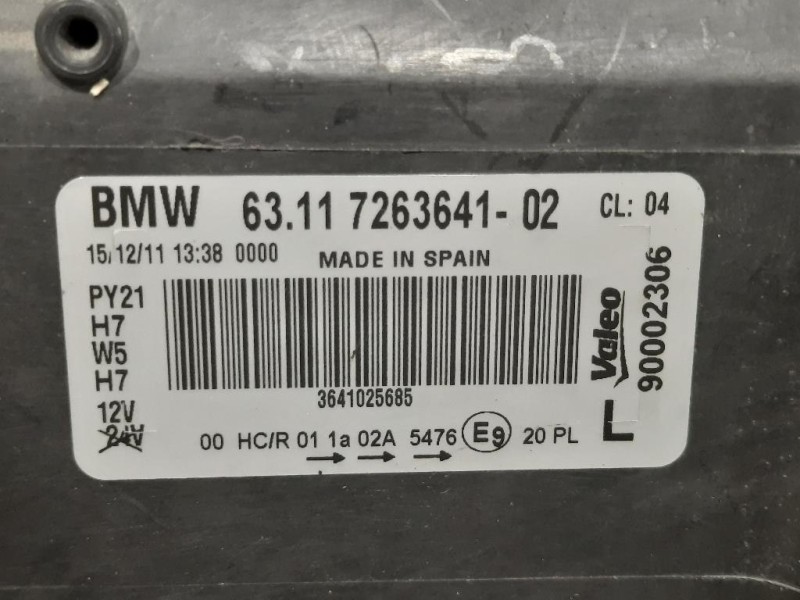 BMW 63.11 7263641-02 CL: 04
15/12/11 13:38 0000 MADE IN SPAIN
PY21
H7
W5
H7
12V
24V
3641025685
00 HC/R 01 1a 02A 5476 E9 20 PL
Valeo
90002306
L